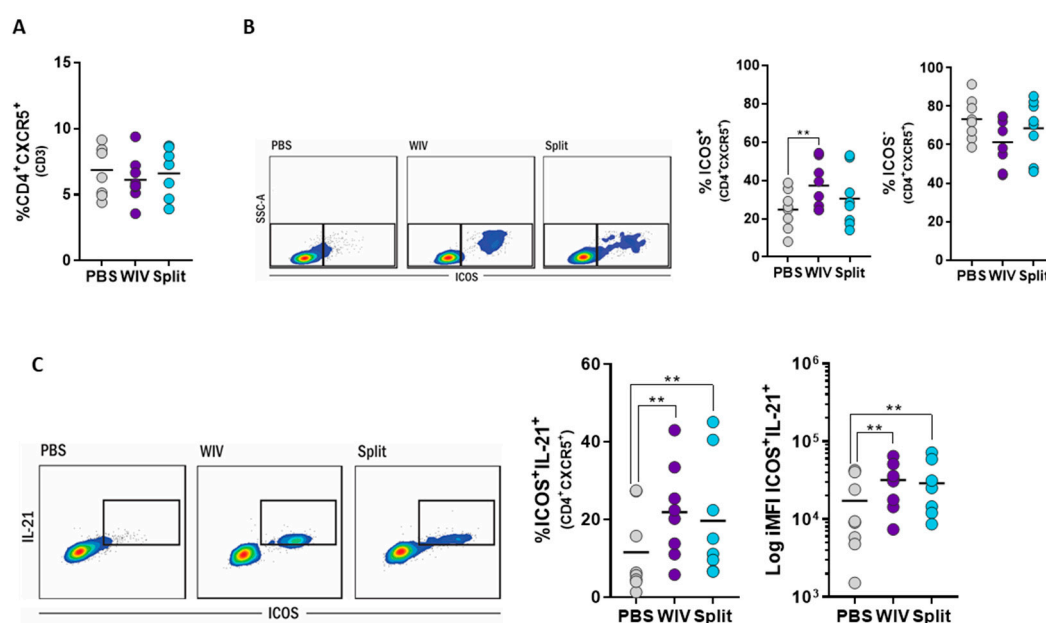 A
%CD4+CXCR5+
(CD3)
15
10
5
0
PBS WIV Split
B
PBS
WIV
Split
SSC-A
ICOS
% ICOS+
(CD4+CXCR5+)
100
80
60
40
20
0
**
PBS WIV Split
% ICOS-
(CD4+CXCR5+)
100
80
60
40
20
0
PBS WIV Split
C
PBS
WIV
Split
IL-21
ICOS
%ICOS+IL-21+
(CD4+CXCR5+)
60
40
20
0
**
**
PBS WIV Split
Log iMFI ICOS+IL-21+
10⁶
10⁵
10⁴
10³
**
**
PBS WIV Split